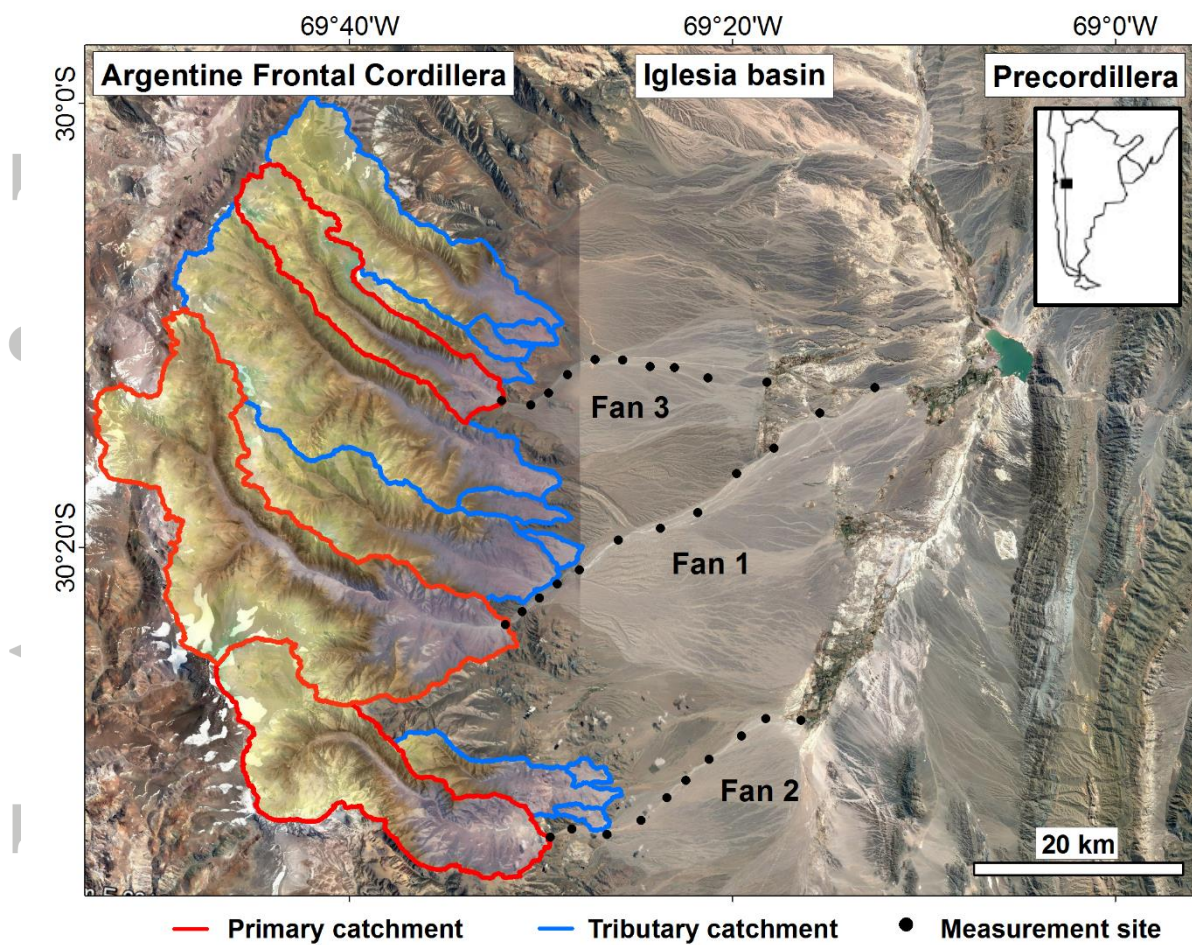 69°40'W
69°20'W
69°0'W
Argentine Frontal Cordillera
Iglesia basin
Precordillera
30°0'S
Fan 3
30°20'S
Fan 1
Fan 2
20 km
Primary catchment
Tributary catchment
Measurement site